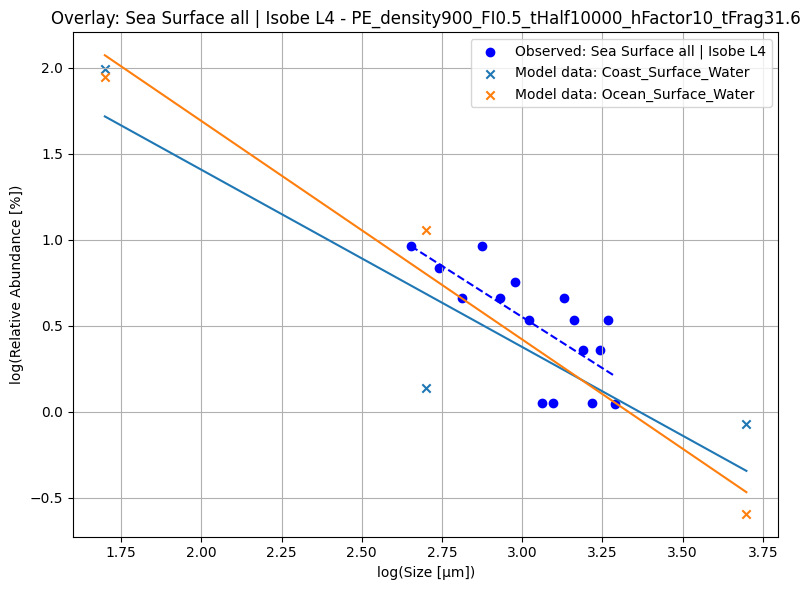 Overlay: Sea Surface all | Isobe L4 - PE_density900_FI0.5_tHalf10000_hFactor10_tFrag31.6
Observed: Sea Surface all | Isobe L4
Model data: Coast_Surface_Water
Model data: Ocean_Surface_Water
log(Relative Abundance [%])
2.0
1.5
1.0
0.5
0.0
−0.5
1.75 2.00 2.25 2.50 2.75 3.00 3.25 3.50 3.75
log(Size [µm])